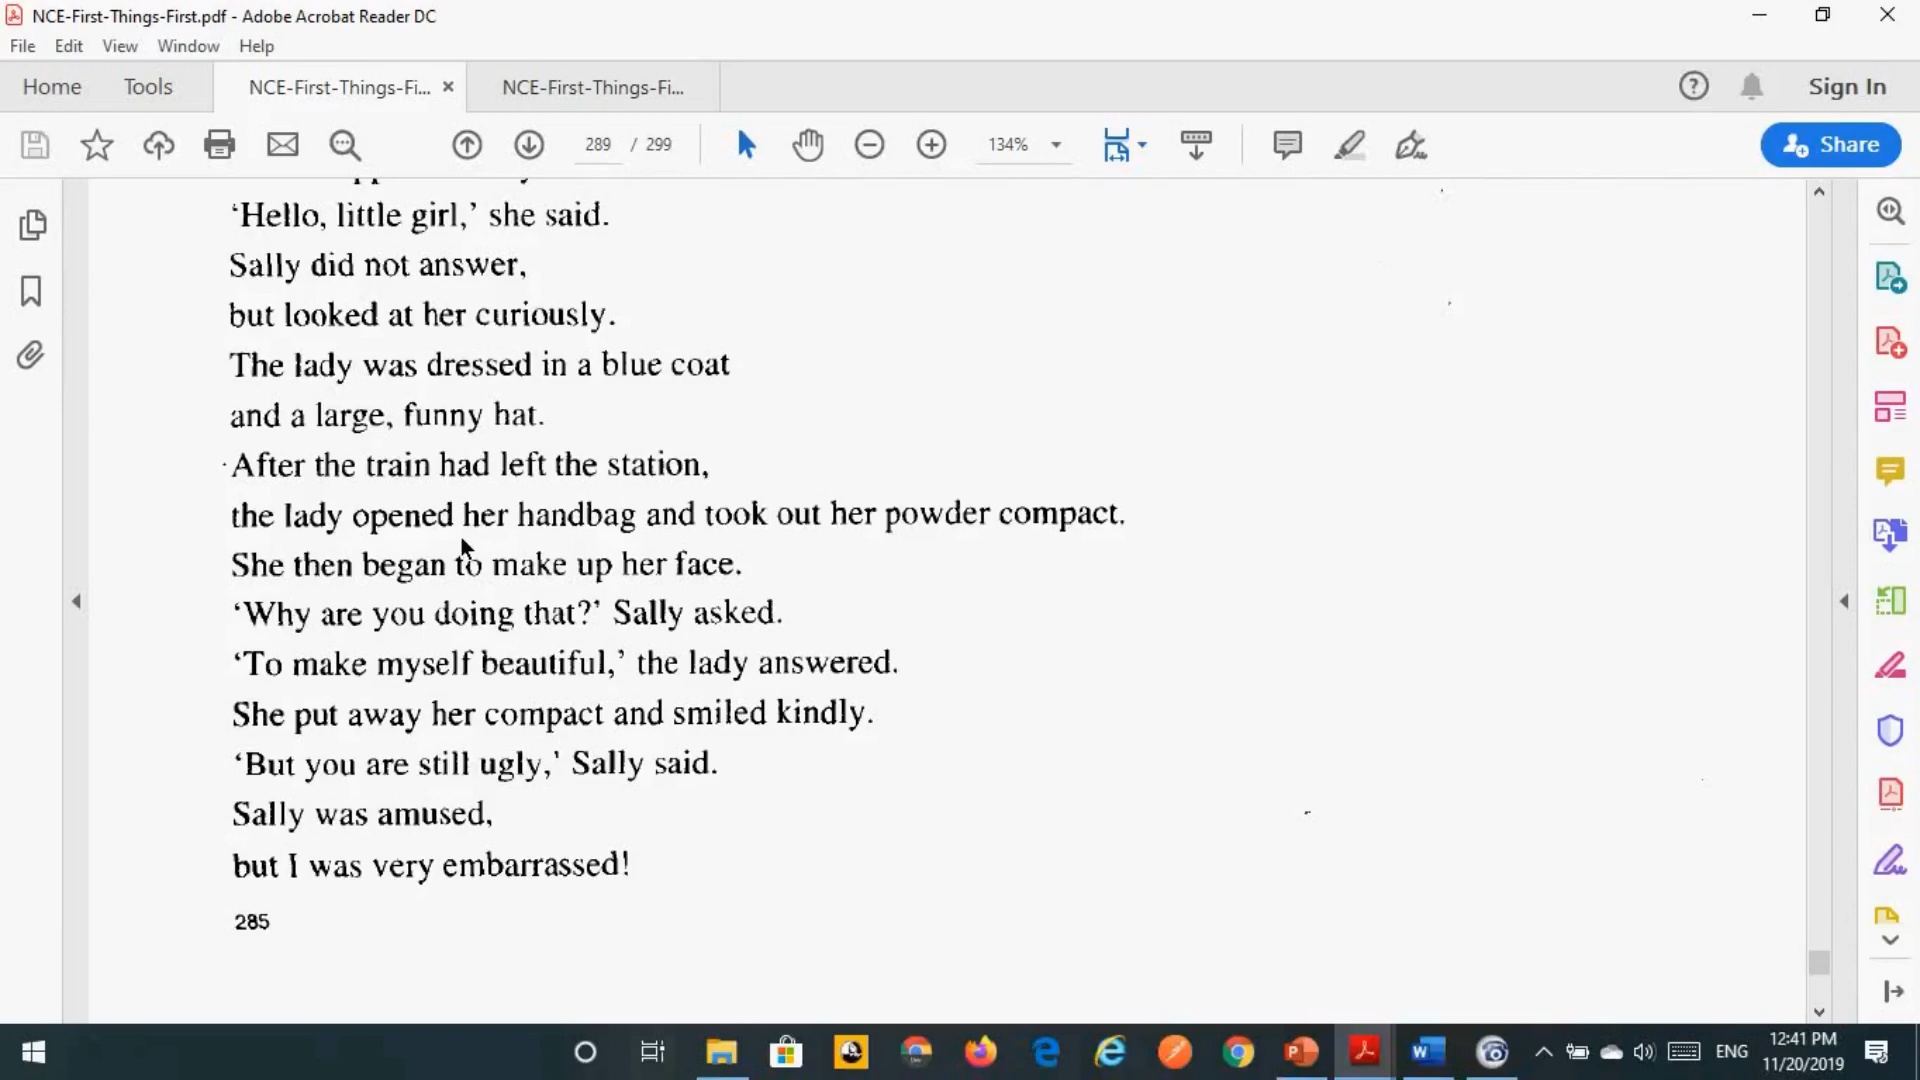 NCE-First-Things-First.pdf - Adobe Acrobat Reader DC
File Edit View Window Help
Home Tools NCE-First-Things-Fi... × NCE-First-Things-Fi... Sign In
289 / 299 134% Share
‘Hello, little girl,’ she said.
Sally did not answer,
but looked at her curiously.
The lady was dressed in a blue coat
and a large, funny hat.
After the train had left the station,
the lady opened her handbag and took out her powder compact.
She then began to make up her face.
‘Why are you doing that?’ Sally asked.
‘To make myself beautiful,’ the lady answered.
She put away her compact and smiled kindly.
‘But you are still ugly,’ Sally said.
Sally was amused,
but I was very embarrassed!
285
ENG 12:41 PM
11/20/2019